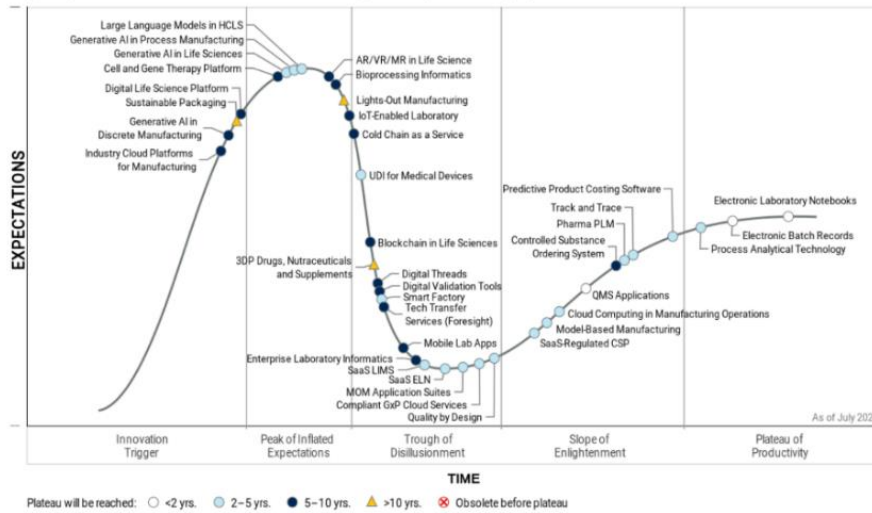 Large Language Models in HCLS
Generative AI in Process Manufacturing
Generative AI in Life Sciences
Cell and Gene Therapy Platform
Digital Life Science Platform
Sustainable Packaging
Generative AI in
Discrete Manufacturing
Industry Cloud Platforms
for Manufacturing
AR/VR/MR in Life Science
Bioprocessing Informatics
Lights-Out Manufacturing
IoT-Enabled Laboratory
Cold Chain as a Service
UDI for Medical Devices
Blockchain in Life Sciences
3DP Drugs, Nutraceuticals
and Supplements
Digital Threads
Digital Validation Tools
Smart Factory
Tech Transfer
Services (Foresight)
Mobile Lab Apps
Enterprise Laboratory Informatics
SaaS LIMS
SaaS ELN
MOM Application Suites
Compliant GxP Cloud Services
Quality by Design
Predictive Product Costing Software
Track and Trace
Pharma PLM
Controlled Substance
Ordering System
QMS Applications
Cloud Computing in Manufacturing Operations
Model-Based Manufacturing
SaaS-Regulated CSP
Electronic Laboratory Notebooks
Electronic Batch Records
Process Analytical Technology
EXPECTATIONS
As of July 202
Innovation
Trigger
Peak of Inflated
Expectations
Trough of
Disillusionment
Slope of
Enlightenment
Plateau of
Productivity
TIME
Plateau will be reached: <2 yrs. 2–5 yrs. 5–10 yrs. >10 yrs. Obsolete before plateau